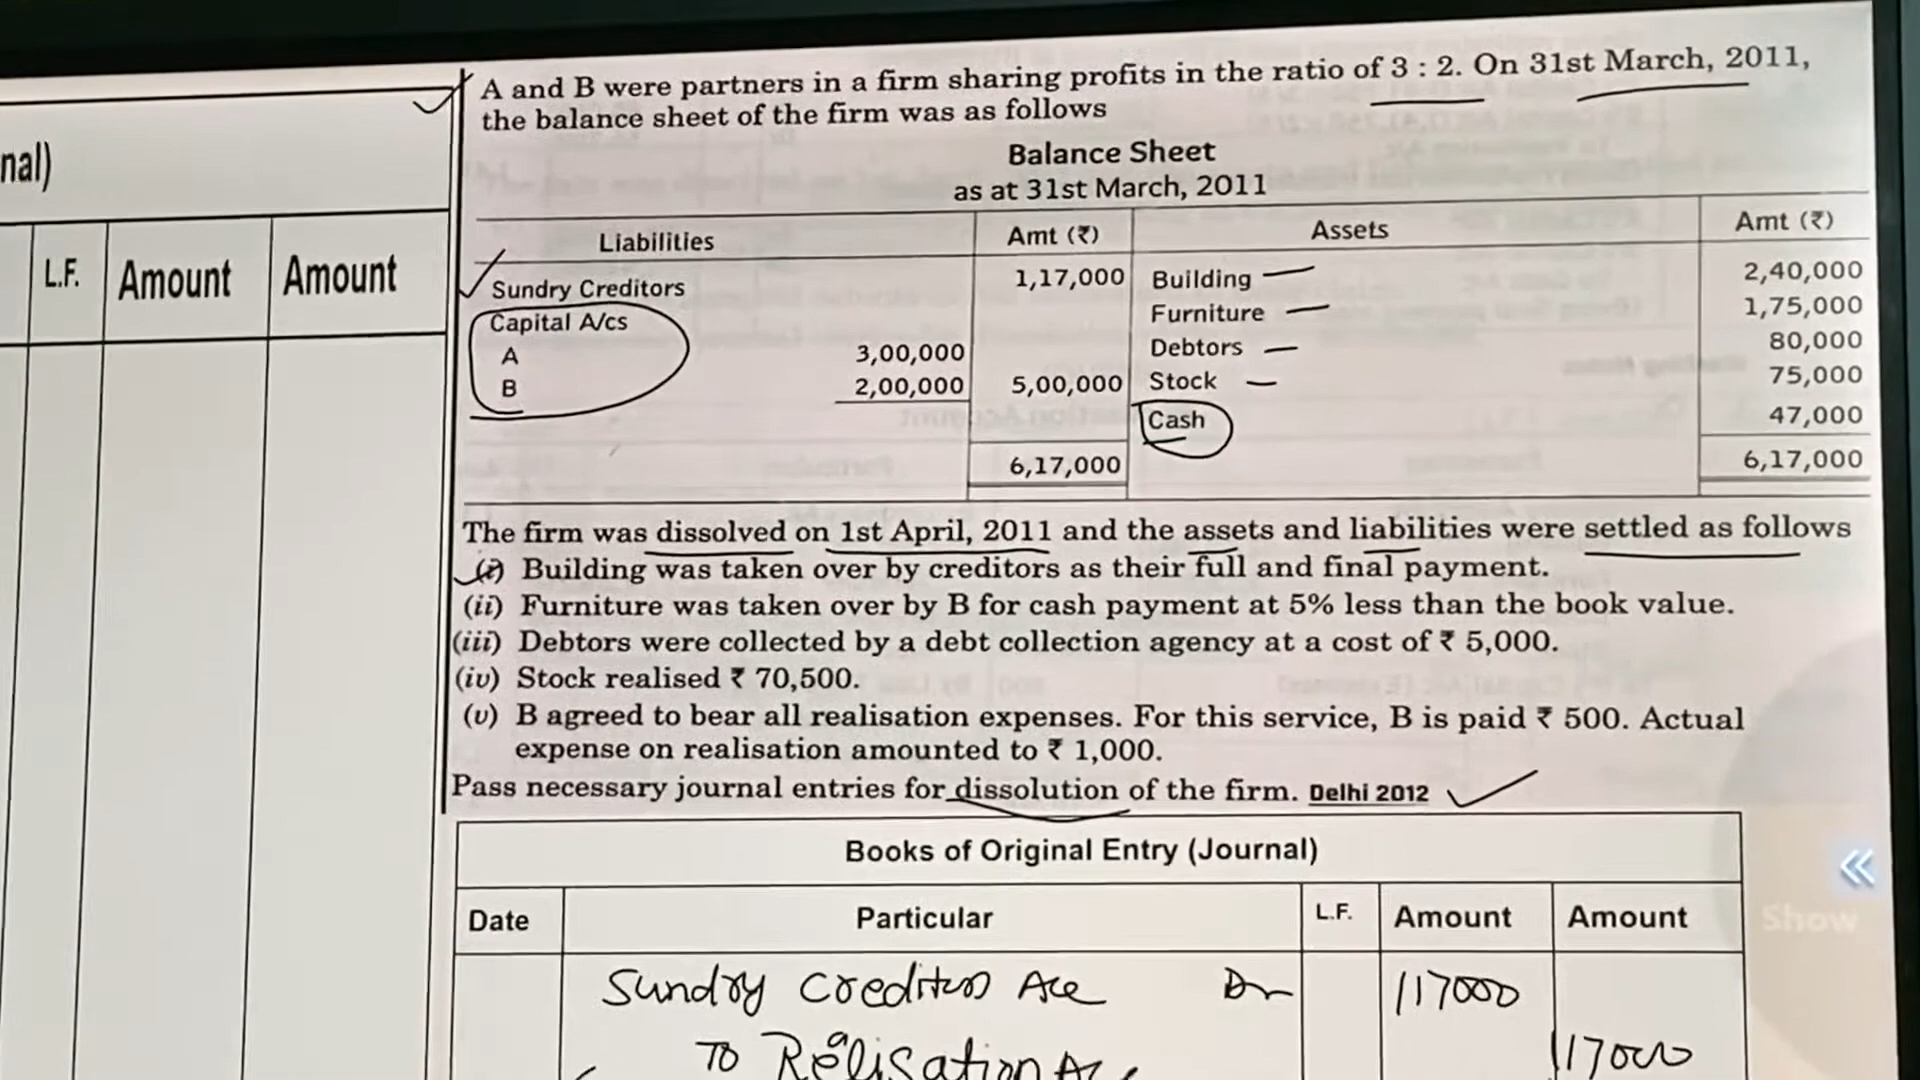 nal)
L.F. Amount Amount
A and B were partners in a firm sharing profits in the ratio of 3 : 2. On 31st March, 2011,
the balance sheet of the firm was as follows
Balance Sheet
as at 31st March, 2011
Liabilities Amt (₹) Assets Amt (₹)
Sundry Creditors 1,17,000 Building 2,40,000
Capital A/cs Furniture 1,75,000
A 3,00,000 Debtors 80,000
B 2,00,000 5,00,000 Stock 75,000
Cash 47,000
6,17,000 6,17,000
The firm was dissolved on 1st April, 2011 and the assets and liabilities were settled as follows
(i) Building was taken over by creditors as their full and final payment.
(ii) Furniture was taken over by B for cash payment at 5% less than the book value.
(iii) Debtors were collected by a debt collection agency at a cost of ₹ 5,000.
(iv) Stock realised ₹ 70,500.
(v) B agreed to bear all realisation expenses. For this service, B is paid ₹ 500. Actual
expense on realisation amounted to ₹ 1,000.
Pass necessary journal entries for dissolution of the firm. Delhi 2012
Books of Original Entry (Journal)
Date Particular L.F. Amount Amount
Show
Sundry Creditors Ace Dr 117000
To Relisation Ac 117000